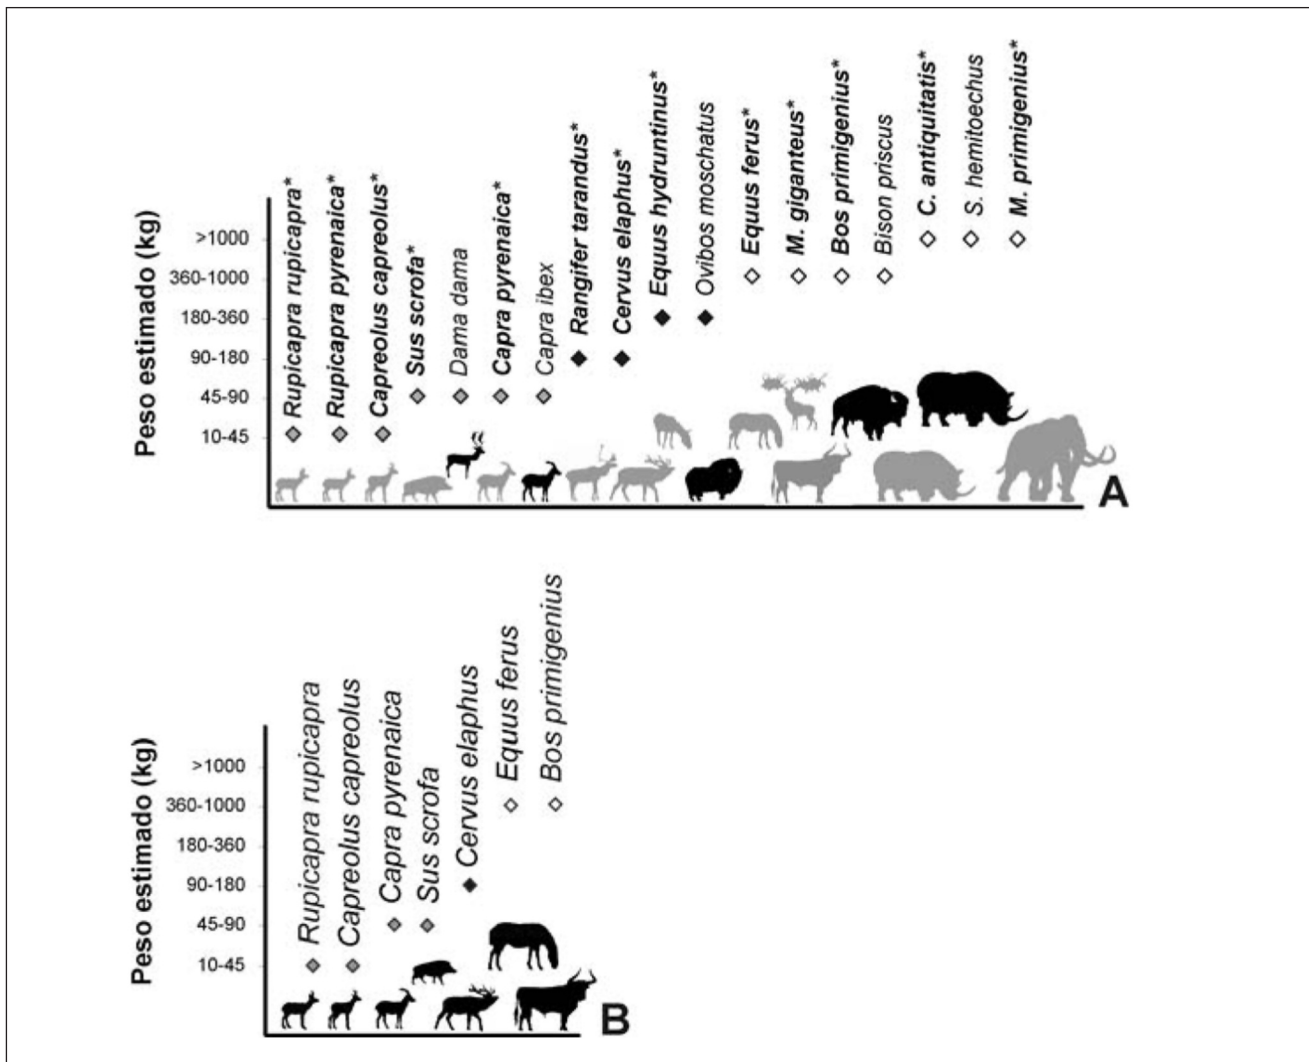 Rupicapra rupicapra*
Rupicapra pyrenaica*
Capreolus capreolus*
Sus scrofa*
Dama dama
Capra pyrenaica*
Capra ibex
Rangifer tarandus*
Cervus elaphus*
Equus hydruntinus*
Ovibos moschatus
Equus ferus*
M. giganteus*
Bos primigenius*
Bison priscus
C. antiquitatis*
S. hemitoechus
M. primigenius*
Peso estimado (kg)
>1000
360-1000
180-360
90-180
45-90
10-45
A
Rupicapra rupicapra
Capreolus capreolus
Capra pyrenaica
Sus scrofa
Cervus elaphus
Equus ferus
Bos primigenius
Peso estimado (kg)
>1000
360-1000
180-360
90-180
45-90
10-45
B